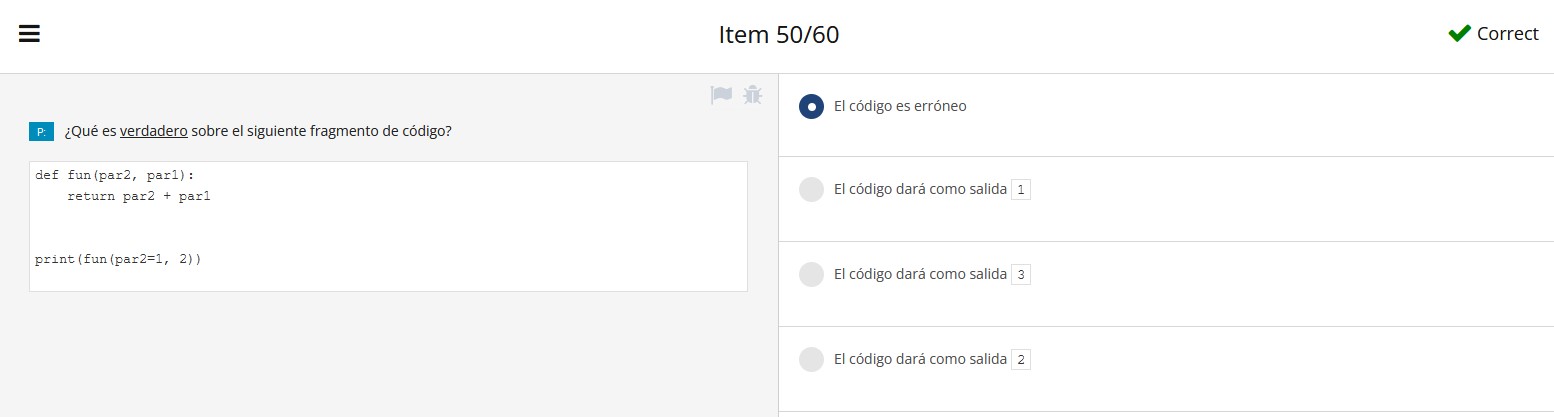 Item 50/60
Correct
P: ¿Qué es verdadero sobre el siguiente fragmento de código?
def fun(par2, par1):
    return par2 + par1
print(fun(par2=1, 2))
El código es erróneo
El código dará como salida 1
El código dará como salida 3
El código dará como salida 2